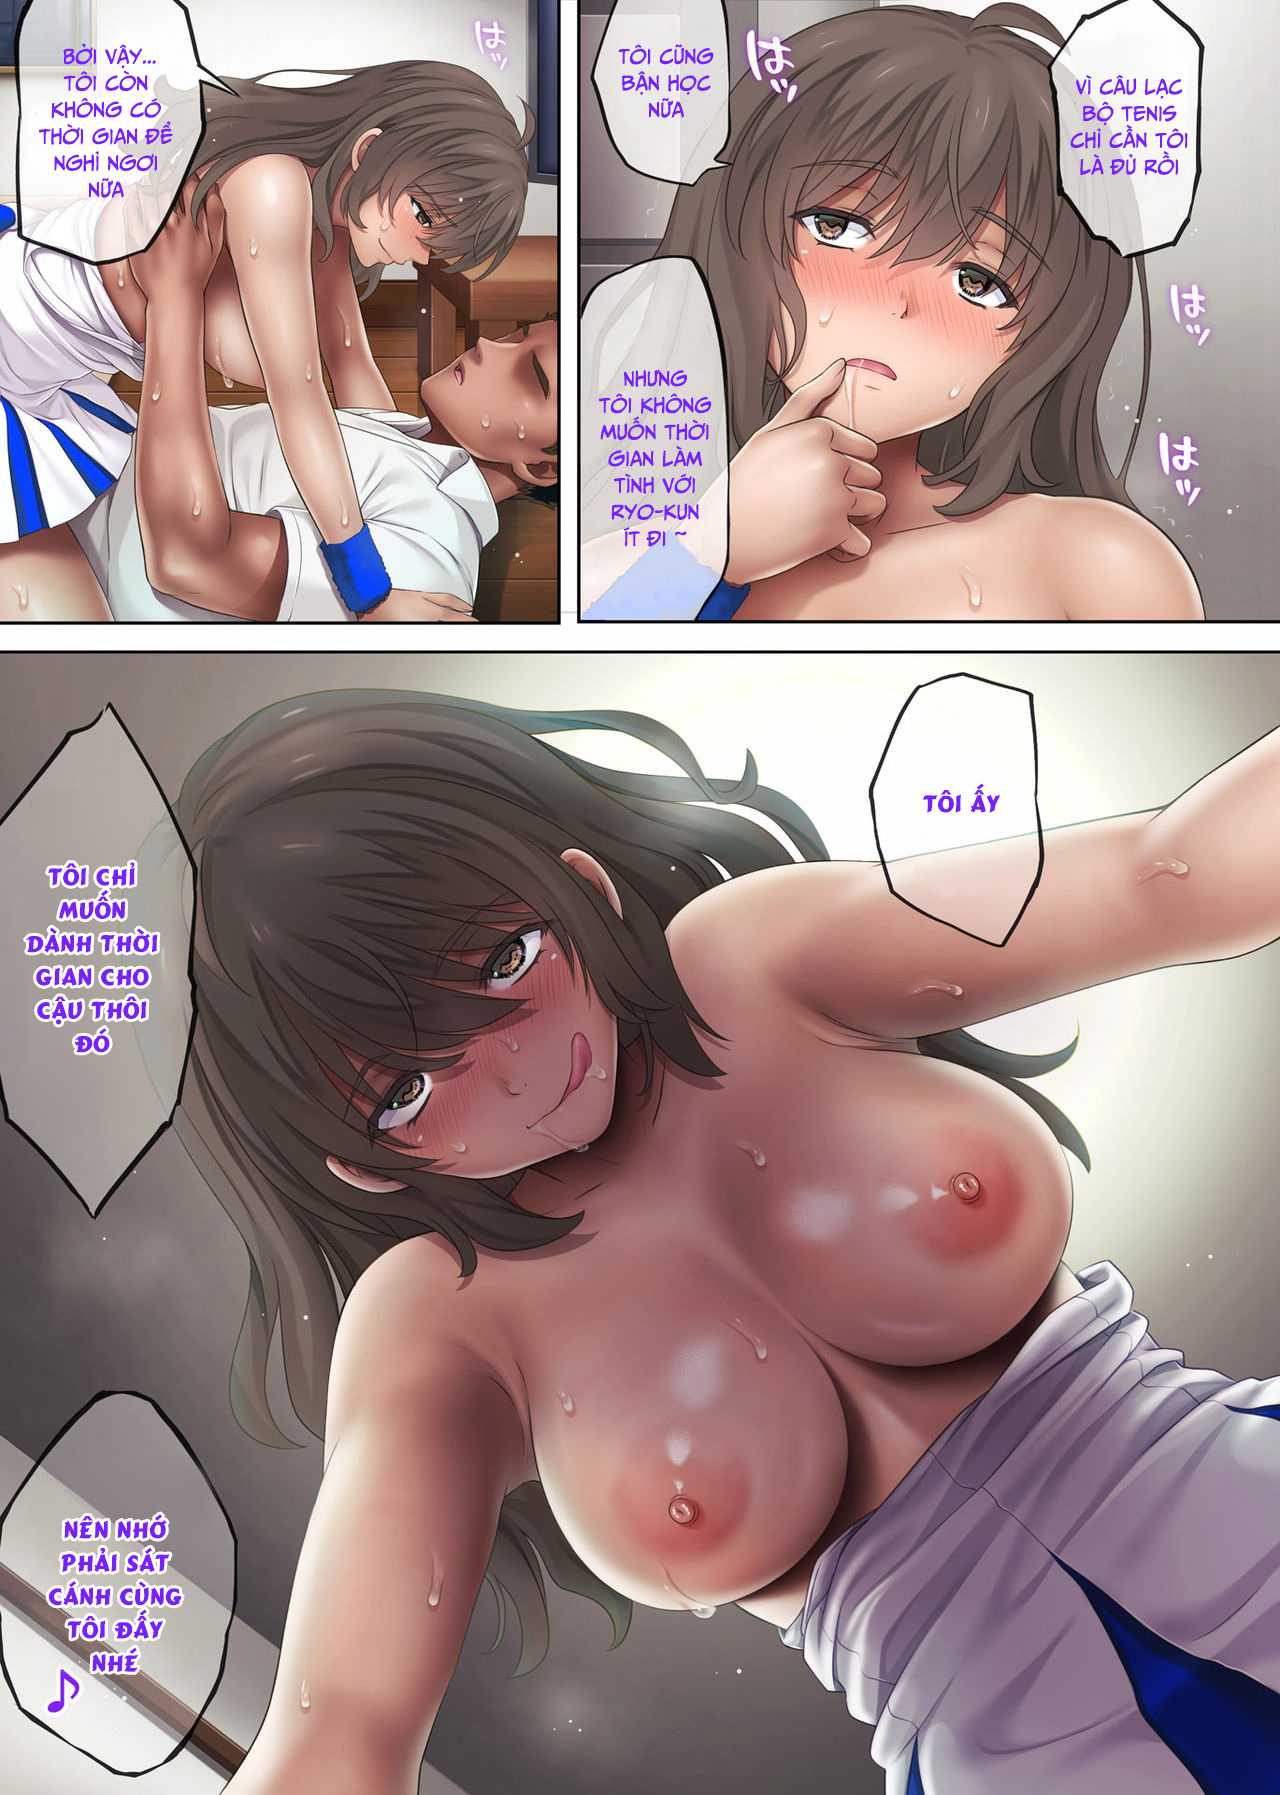 VÌ CÂU LẠC
BỘ TENIS
CHỈ CẦN TÔI
LÀ ĐỦ RỒI
TÔI CŨNG
BẬN HỌC
NỮA
はッ
はッ
はッ
NHƯNG
TÔI KHÔNG
MUỐN THỜI
GIAN LÀM
TÌNH VỚI
RYO-KUN
ÍT ĐI ~
はッ
BỞI VẬY...
TÔI CÒN
KHÔNG CÓ
THỜI GIAN ĐỂ
NGHỈ NGƠI
NỮA
TÔI ẤY
TÔI CHỈ
MUỐN
DÀNH THỜI
GIAN CHO
CẬU THÔI
ĐÓ
NÊN NHỚ
PHẢI SÁT
CÁNH CÙNG
TÔI ĐẤY
NHÉ
♪